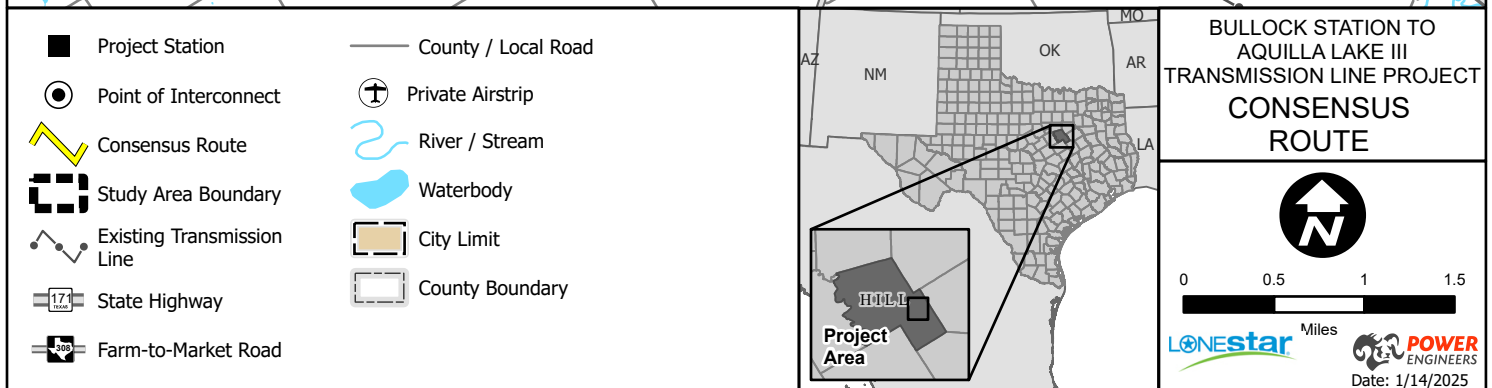 Project Station
Point of Interconnect
Consensus Route
Study Area Boundary
Existing Transmission
Line
171
TEXAS
State Highway
308
Farm-to-Market Road
County / Local Road
Private Airstrip
River / Stream
Waterbody
City Limit
County Boundary
MO
AZ
NM
OK
AR
LA
HILL
Project
Area
BULLOCK STATION TO
AQUILLA LAKE III
TRANSMISSION LINE PROJECT
CONSENSUS
ROUTE
N
0 0.5 1 1.5
Miles
LONEstar
POWER
ENGINEERS
Date: 1/14/2025